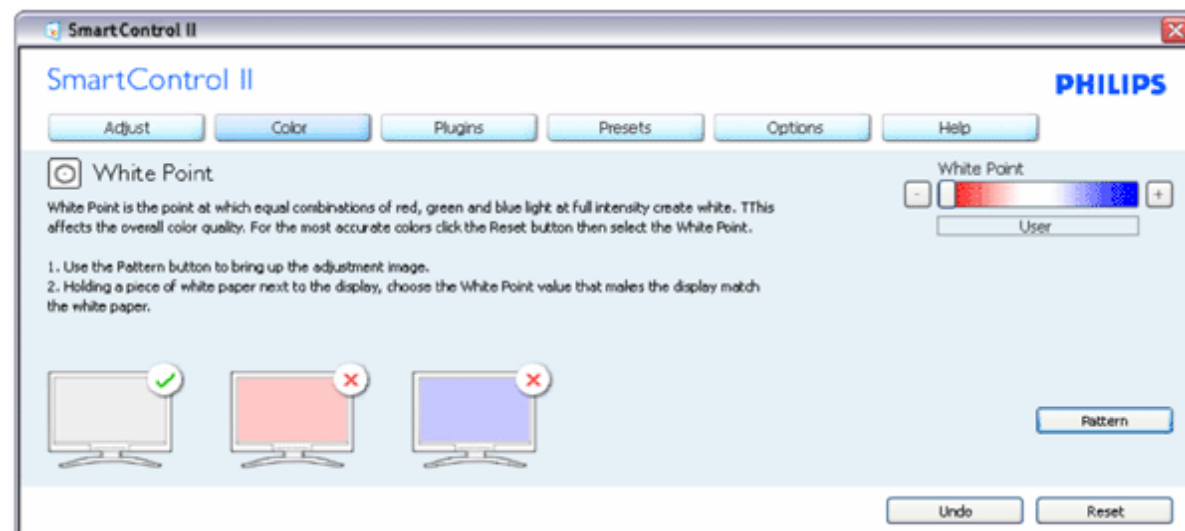 SmartControl II
SmartControl II
PHILIPS
Adjust Color Plugins Presets Options Help
White Point
White Point
- +
User
White Point is the point at which equal combinations of red, green and blue light at full intensity create white. TThis
affects the overall color quality. For the most accurate colors click the Reset button then select the White Point.
1. Use the Pattern button to bring up the adjustment image.
2. Holding a piece of white paper next to the display, choose the White Point value that makes the display match
the white paper.
Pattern
Undo Reset